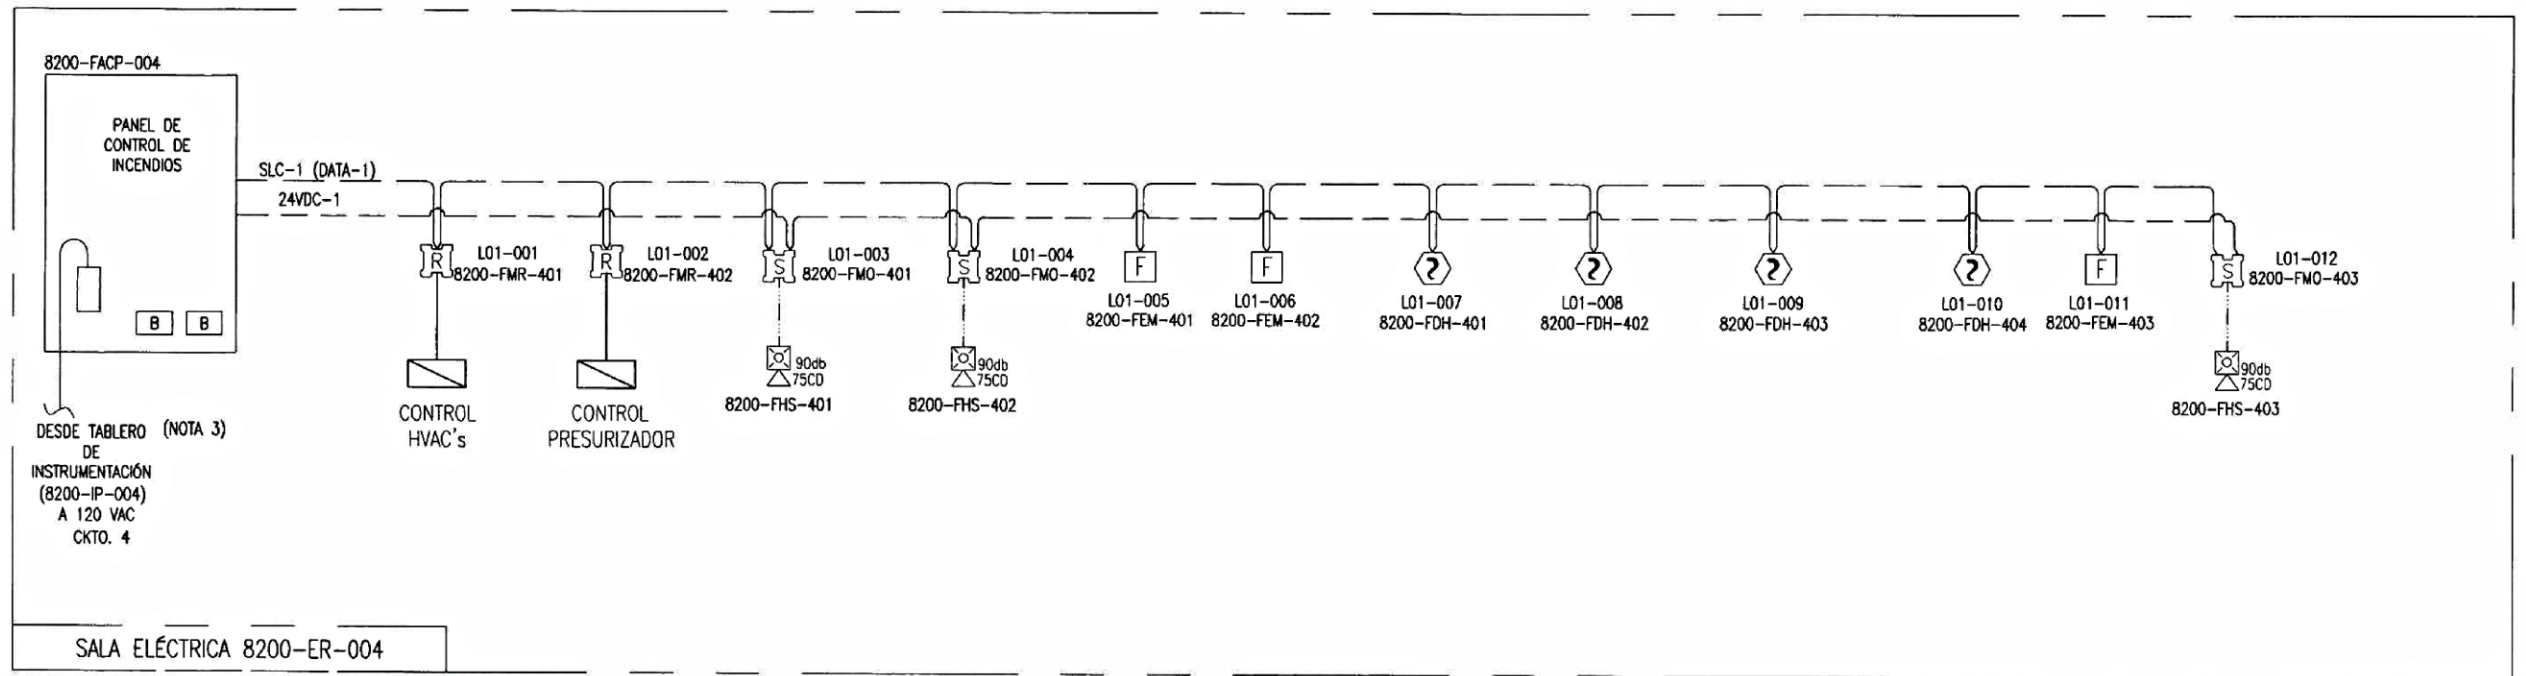 8200-FACP-004
PANEL DE
CONTROL DE
INCENDIOS
SLC-1 (DATA-1)
24VDC-1
B B
DESDE TABLERO (NOTA 3)
DE
INSTRUMENTACIÓN
(8200-IP-004)
A 120 VAC
CKTO. 4
R
L01-001
8200-FMR-401
CONTROL
HVAC's
R
L01-002
8200-FMR-402
CONTROL
PRESURIZADOR
S
L01-003
8200-FMO-401
90db
75CD
8200-FHS-401
S
L01-004
8200-FMO-402
90db
75CD
8200-FHS-402
F
L01-005
8200-FEM-401
F
L01-006
8200-FEM-402
L01-007
8200-FDH-401
L01-008
8200-FDH-402
L01-009
8200-FDH-403
L01-010
8200-FDH-404
F
L01-011
8200-FEM-403
S
L01-012
8200-FMO-403
90db
75CD
8200-FHS-403
SALA ELÉCTRICA 8200-ER-004